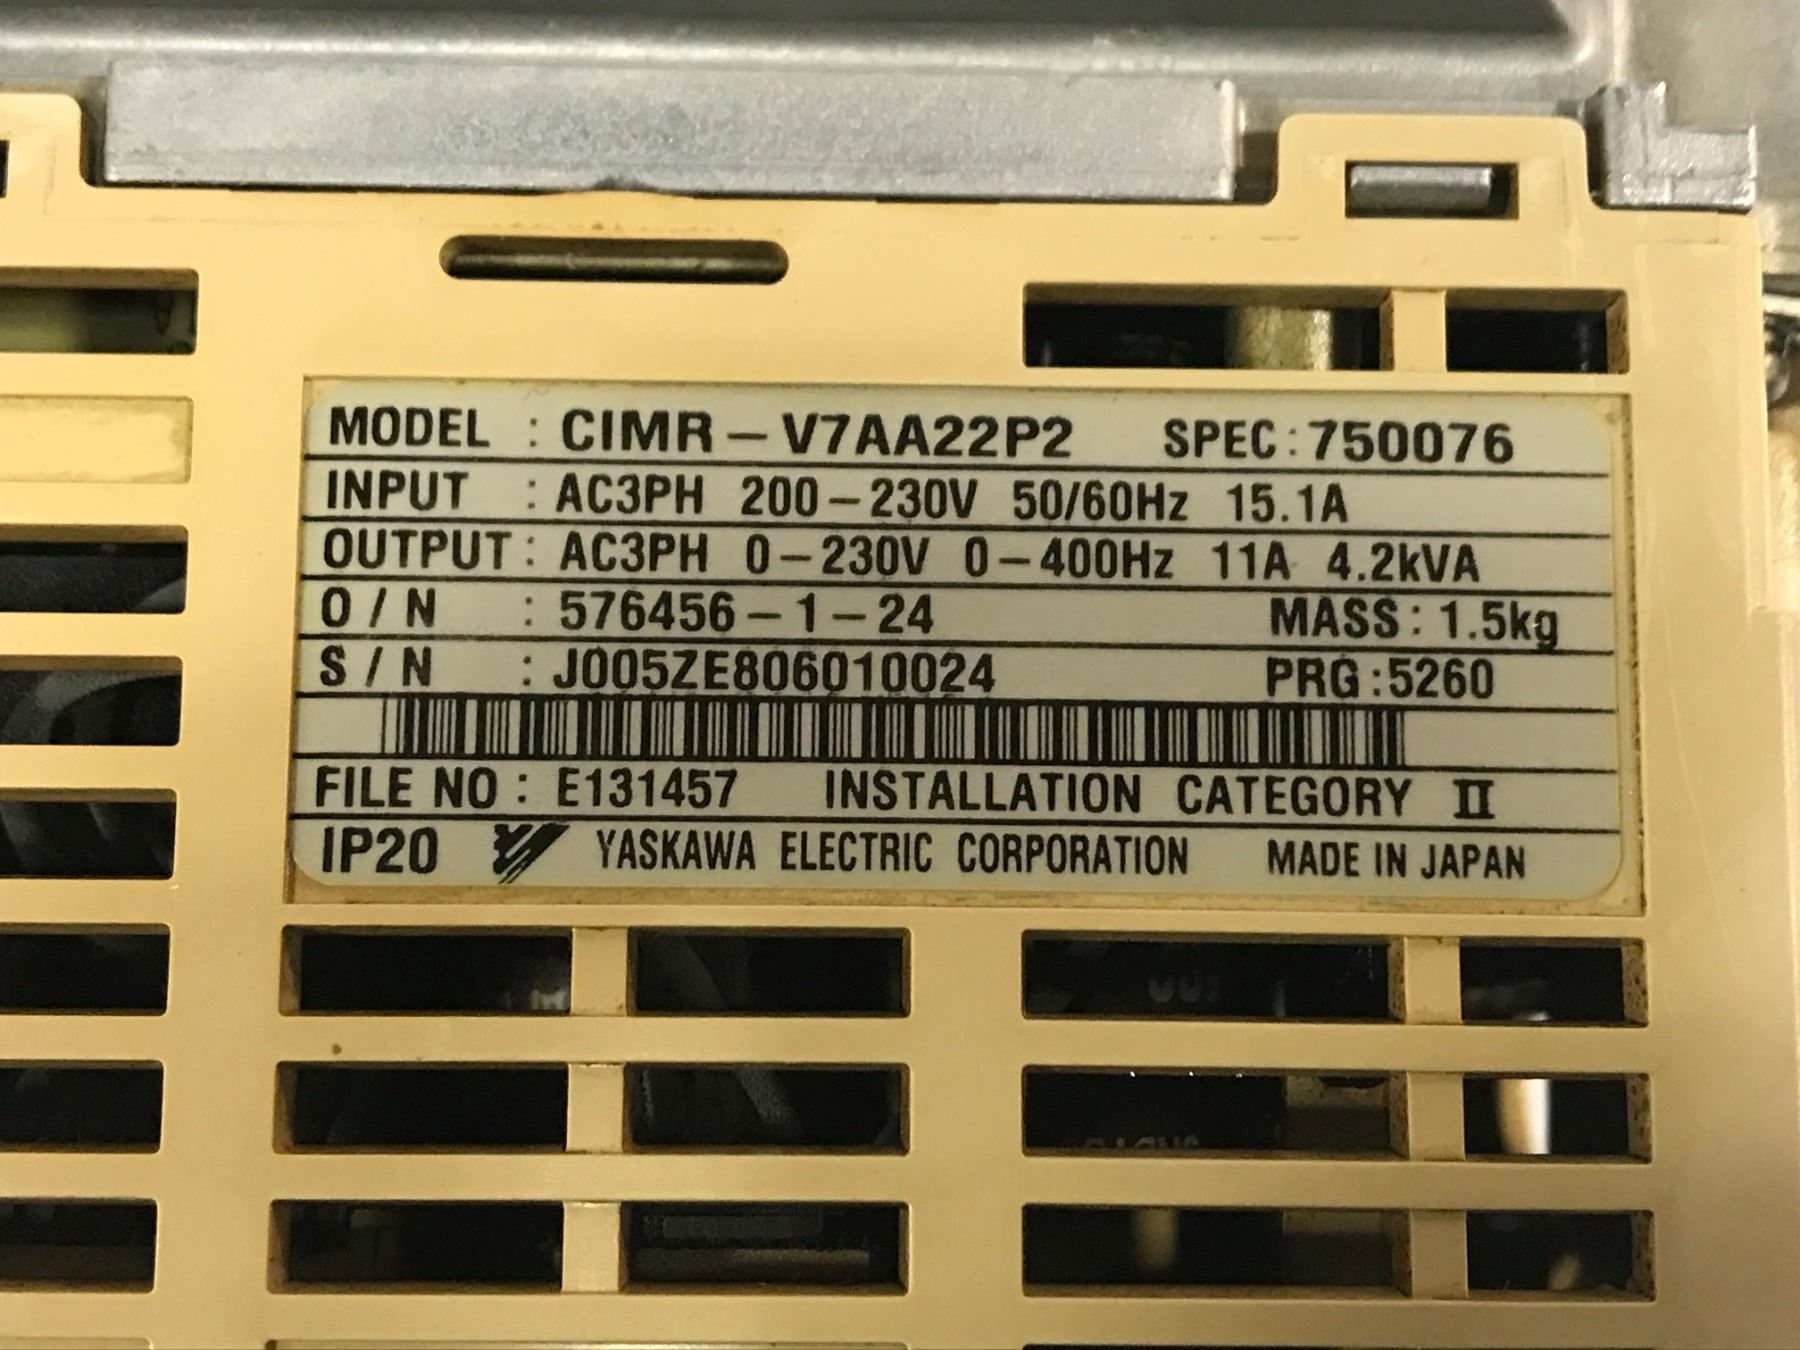 MODEL : CIMR-V7AA22P2 SPEC:750076
INPUT : AC3PH 200-230V 50/60Hz 15.1A
OUTPUT : AC3PH 0-230V 0-400Hz 11A 4.2kVA
O / N : 576456-1-24 MASS : 1.5kg
S / N : J005ZE806010024 PRG :5260
FILE NO : E131457 INSTALLATION CATEGORY II
IP20 YASKAWA ELECTRIC CORPORATION MADE IN JAPAN